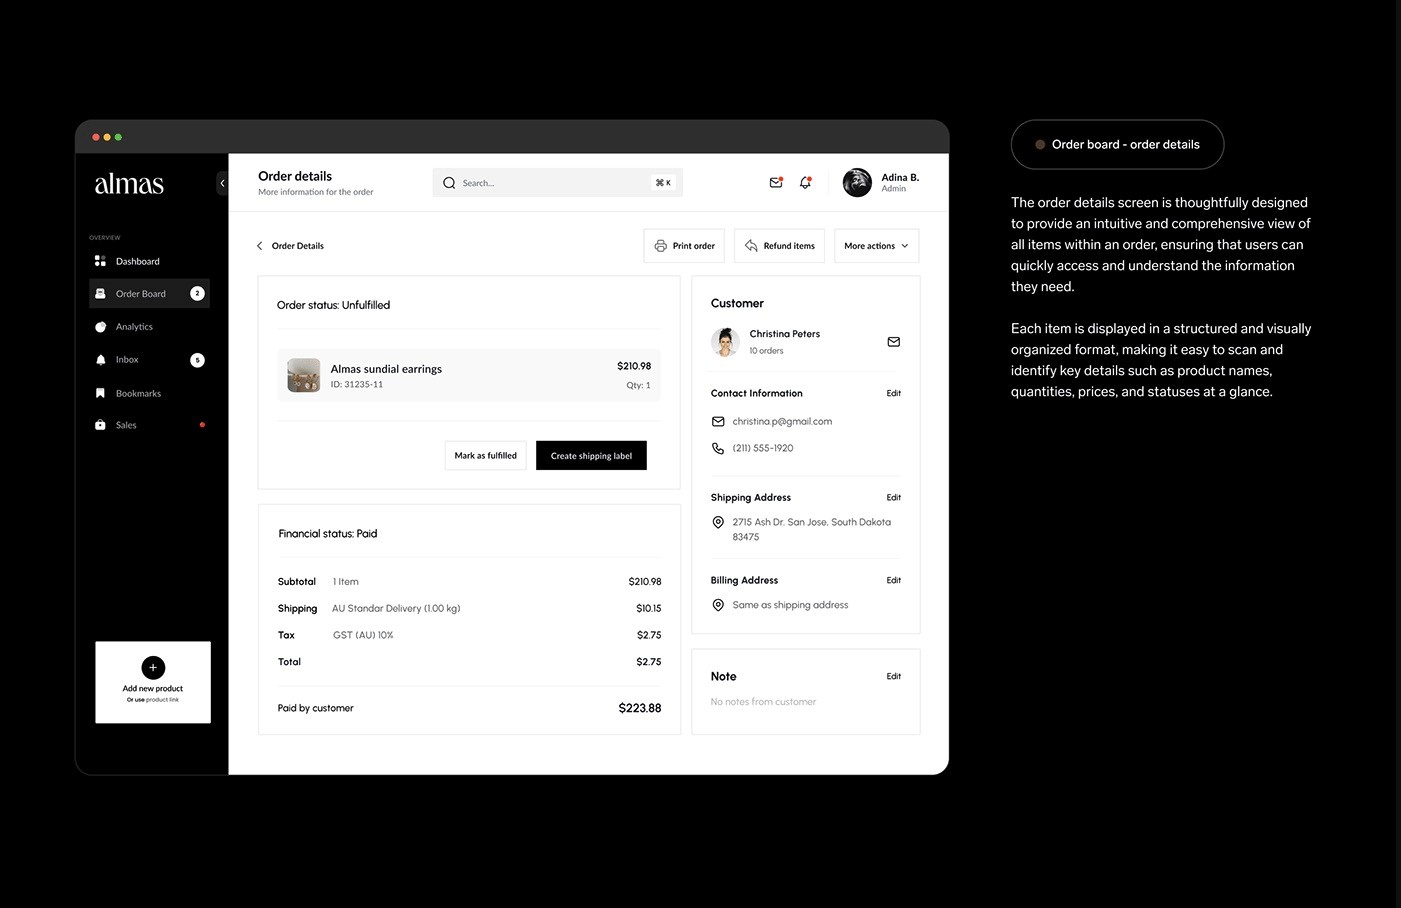 almas
OVERVIEW
Dashboard
Order Board 2
Analytics
Inbox 5
Bookmarks
Sales
+
Add new product
Or use product link
Order details
More information for the order
Search...
⌘ K
Adina B.
Admin
Order Details
Print order
Refund items
More actions
Order status: Unfulfilled
Almas sundial earrings $210.98
ID: 31235-11 Qty: 1
Mark as fulfilled
Create shipping label
Financial status: Paid
Subtotal 1 Item $210.98
Shipping AU Standar Delivery (1.00 kg) $10.15
Tax GST (AU) 10% $2.75
Total $2.75
Paid by customer $223.88
Customer
Christina Peters
10 orders
Contact Information Edit
christina.p@gmail.com
(211) 555-1920
Shipping Address Edit
2715 Ash Dr. San Jose, South Dakota
83475
Billing Address Edit
Same as shipping address
Note Edit
No notes from customer
Order board - order details
The order details screen is thoughtfully designed
to provide an intuitive and comprehensive view of
all items within an order, ensuring that users can
quickly access and understand the information
they need.
Each item is displayed in a structured and visually
organized format, making it easy to scan and
identify key details such as product names,
quantities, prices, and statuses at a glance.